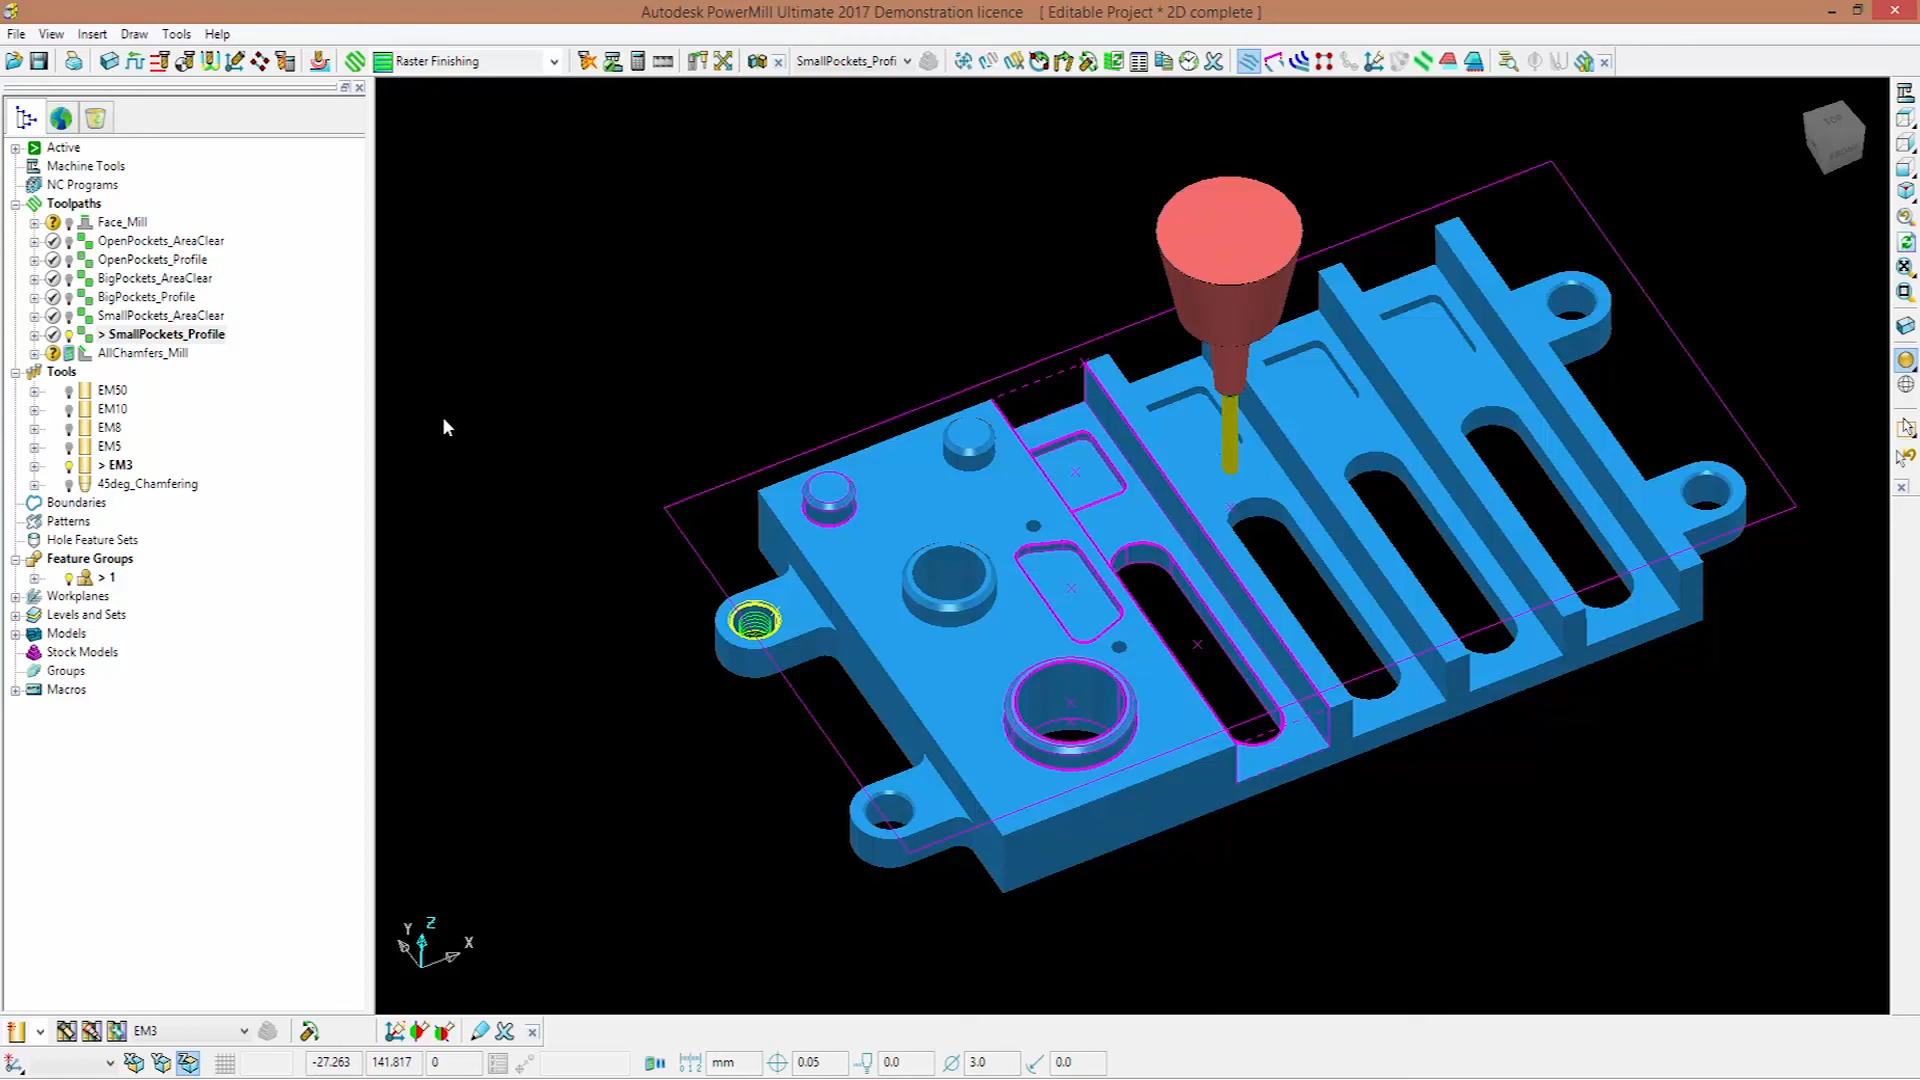 Autodesk PowerMill Ultimate 2017 Demonstration licence [ Editable Project * 2D complete ]
File View Insert Draw Tools Help
Raster Finishing
SmallPockets_Profi
Active
Machine Tools
NC Programs
Toolpaths
Face_Mill
OpenPockets_AreaClear
OpenPockets_Profile
BigPockets_AreaClear
BigPockets_Profile
SmallPockets_AreaClear
> SmallPockets_Profile
AllChamfers_Mill
Tools
EM50
EM10
EM8
EM5
> EM3
45deg_Chamfering
Boundaries
Patterns
Hole Feature Sets
Feature Groups
> 1
Workplanes
Levels and Sets
Models
Stock Models
Groups
Macros
TOP
FRONT
Y Z X
EM3
-27.263 141.817 0 mm 0.05 0.0 3.0 0.0